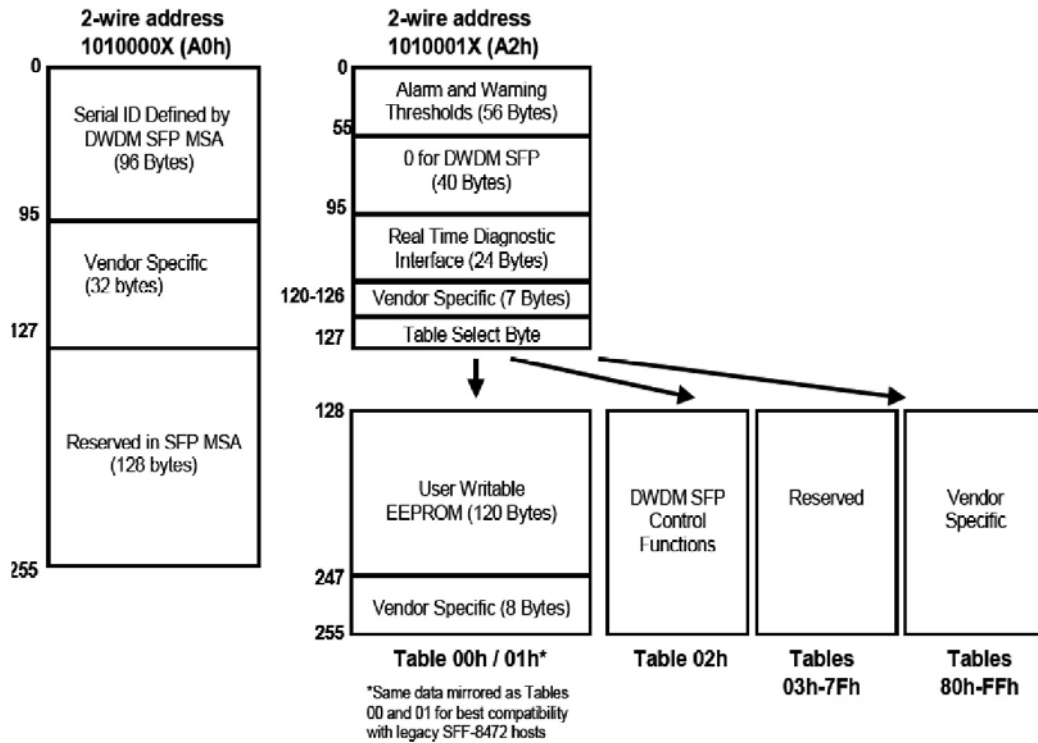 2-wire address
1010000X (A0h)
0
Serial ID Defined by
DWDM SFP MSA
(96 Bytes)
95
Vendor Specific
(32 bytes)
127
Reserved in SFP MSA
(128 bytes)
255
2-wire address
1010001X (A2h)
0
Alarm and Warning
Thresholds (56 Bytes)
55
0 for DWDM SFP
(40 Bytes)
95
Real Time Diagnostic
Interface (24 Bytes)
120-126
Vendor Specific (7 Bytes)
127
Table Select Byte
128
User Writable
EEPROM (120 Bytes)
247
Vendor Specific (8 Bytes)
255
Table 00h / 01h*
*Same data mirrored as Tables
00 and 01 for best compatibility
with legacy SFF-8472 hosts
DWDM SFP
Control
Functions
Table 02h
Reserved
Tables
03h-7Fh
Vendor
Specific
Tables
80h-FFh